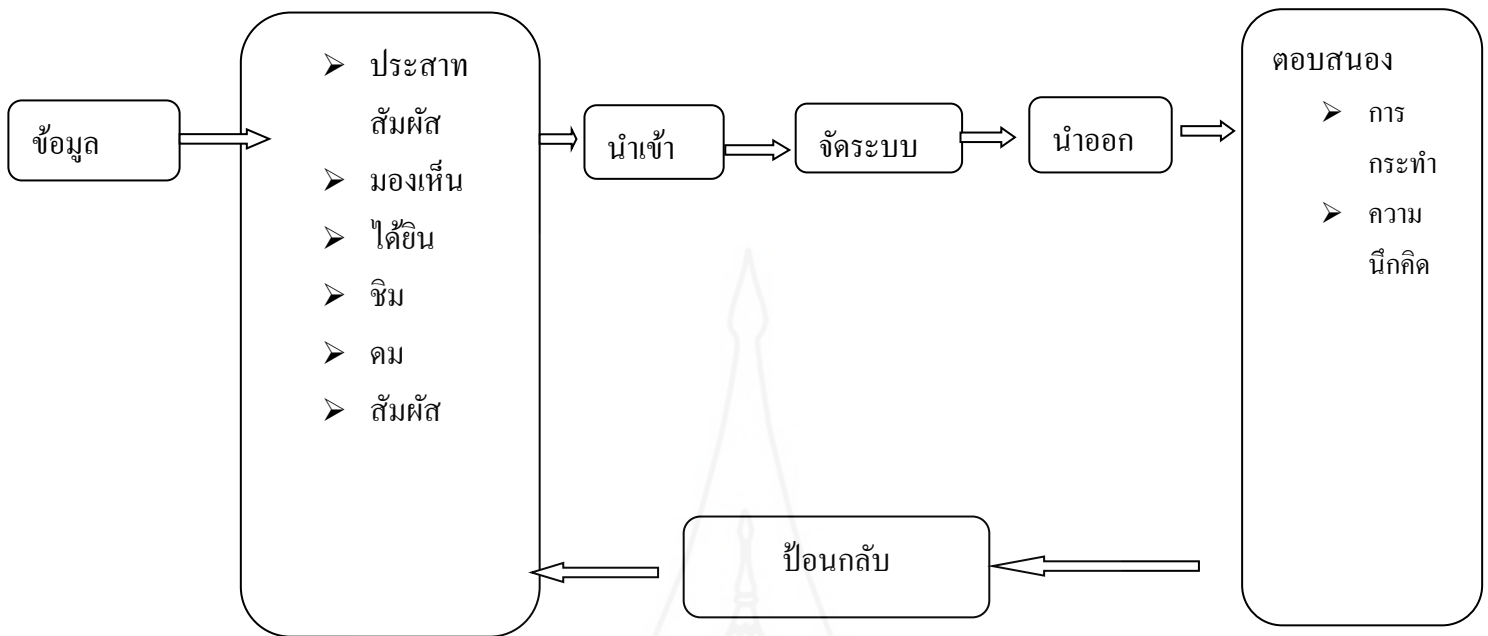 ข้อมูล
➢ ประสาท
สัมผัส
➢ มองเห็น
➢ ได้ยิน
➢ ชิม
➢ ดม
➢ สัมผัส
นำเข้า
จัดระบบ
นำออก
ตอบสนอง
➢ การ
กระทำ
➢ ความ
นึกคิด
ป้อนกลับ